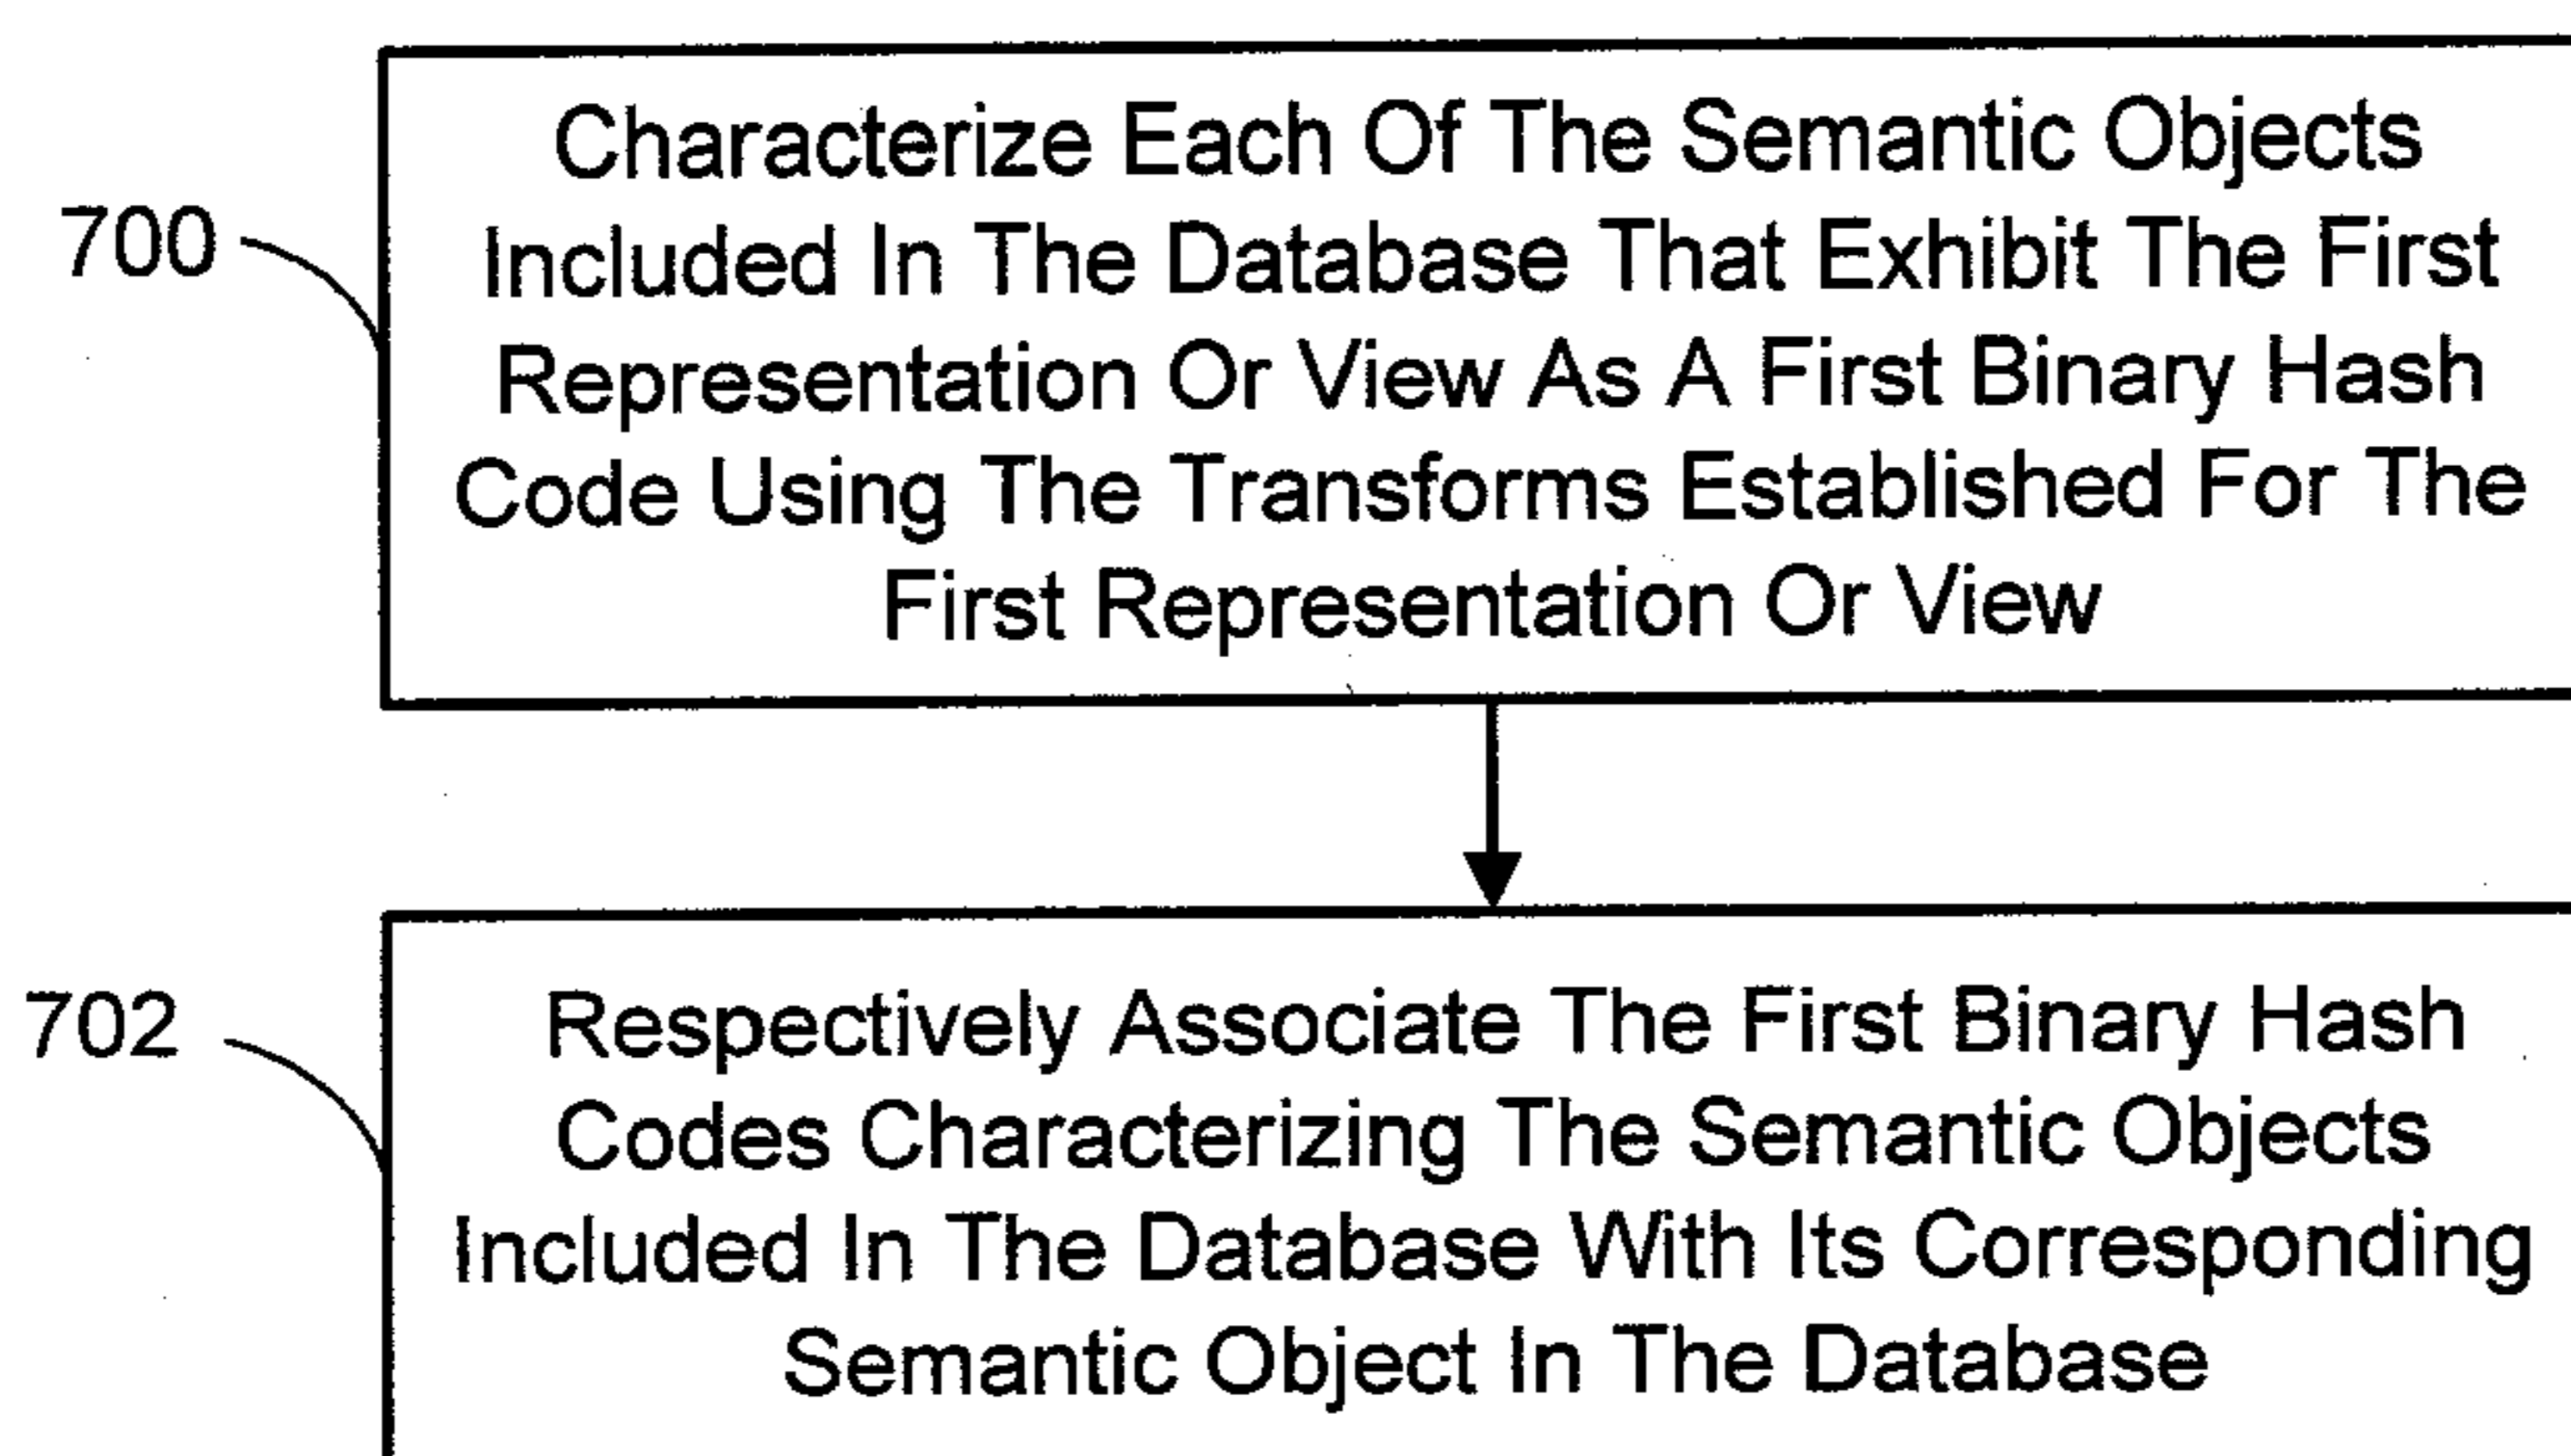 Characterize Each Of The Semantic Objects
700
Included In The Database That Exhibit The First
Representation Or View As A First Binary Hash
Code Using The Transforms Established For The
First Representation Or View
702
Respectively Associate The First Binary Hash
Codes Characterizing The Semantic Objects
Included In The Database With Its Corresponding
Semantic Object In The Database